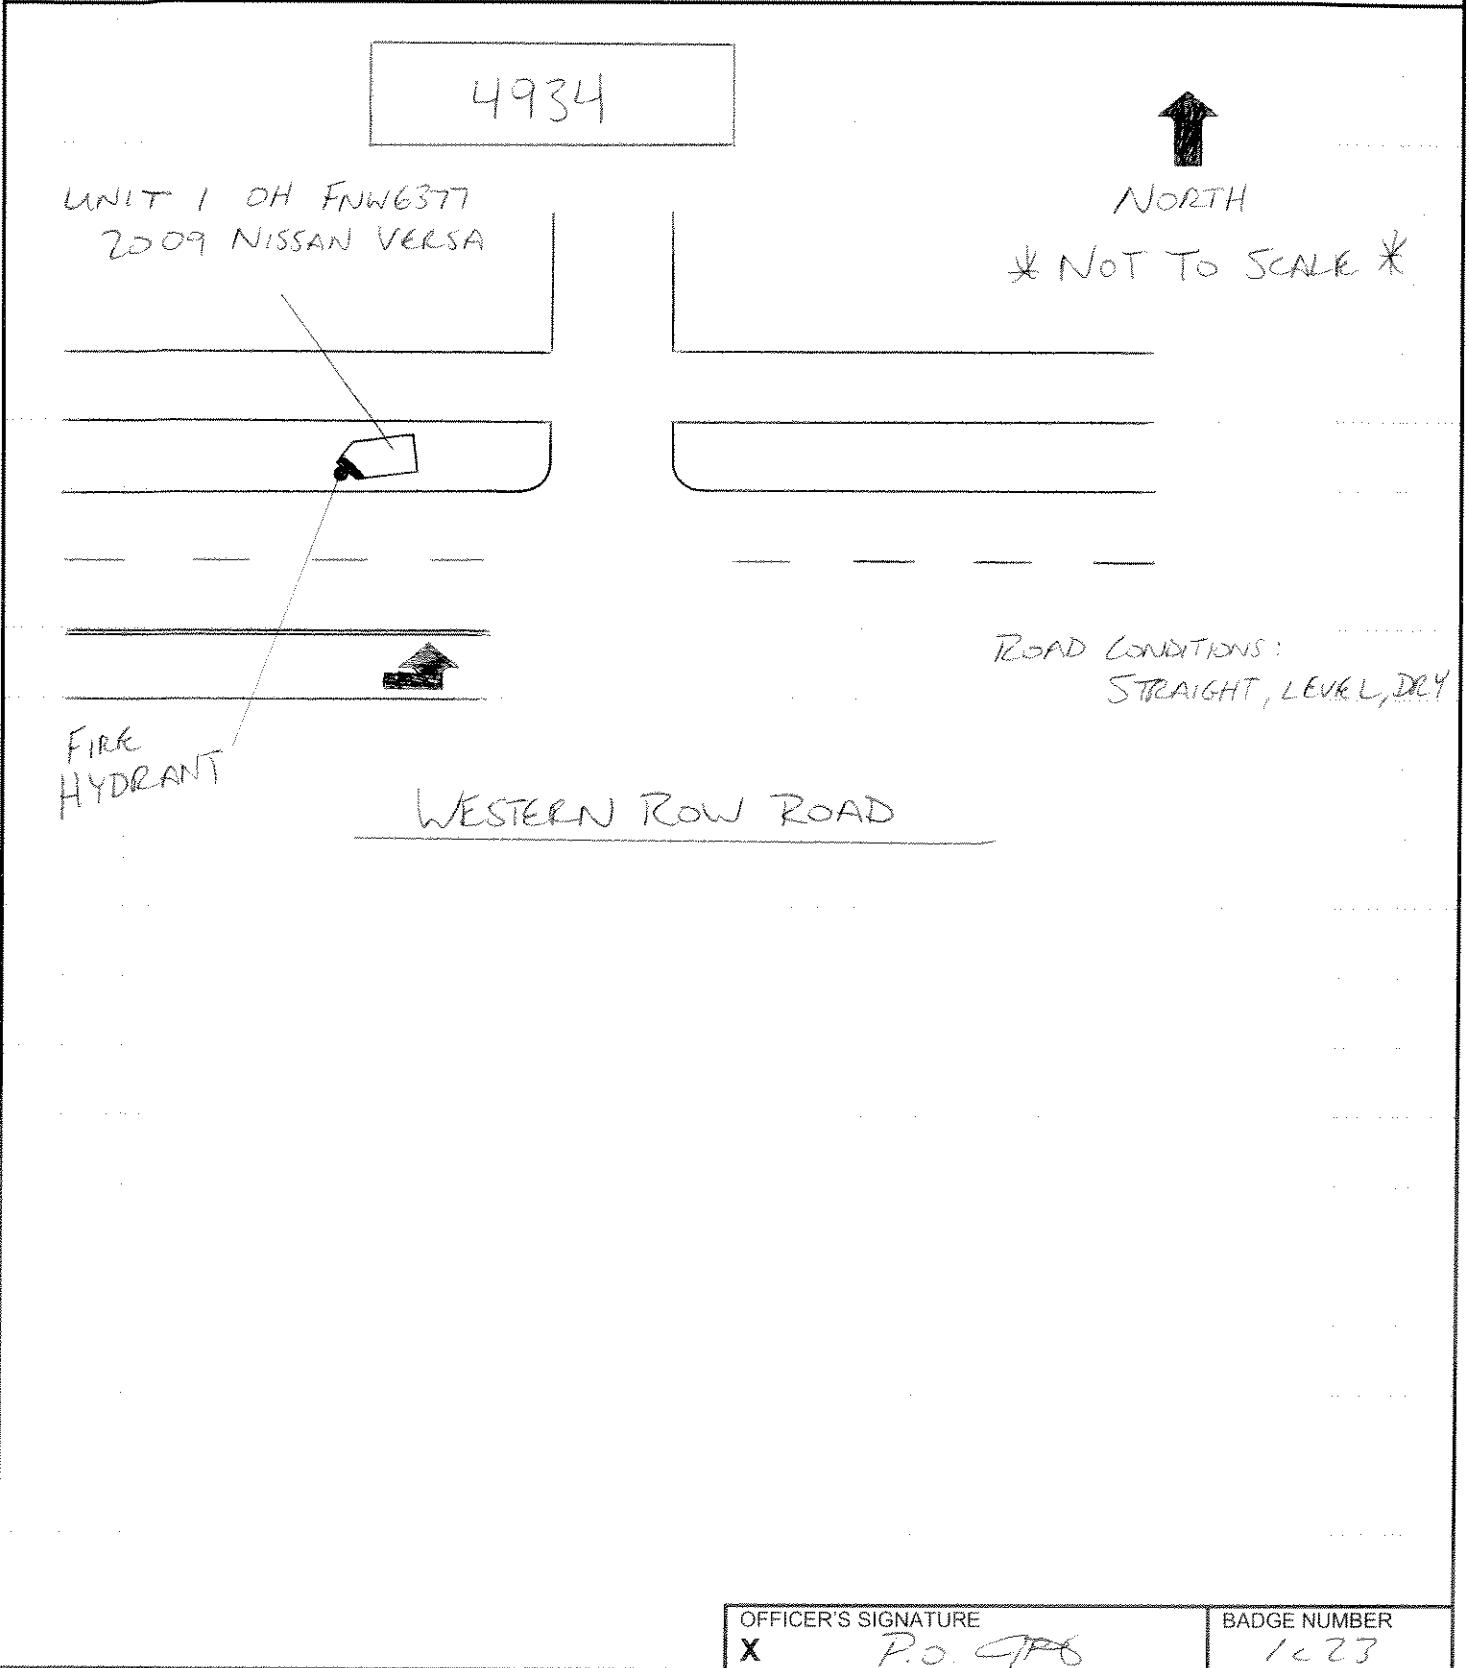 4934
UNIT 1 OH FNW6377
2009 NISSAN VERSA
NORTH
* NOT TO SCALE *
ROAD CONDITIONS:
STRAIGHT, LEVEL, DRY
FIRE
HYDRANT
WESTERN ROW ROAD
OFFICER'S SIGNATURE
X P.O.
BADGE NUMBER